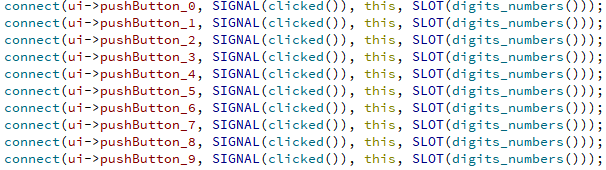 connect(ui->pushButton_0, SIGNAL(clicked()), this, SLOT(digits_numbers()));
connect(ui->pushButton_1, SIGNAL(clicked()), this, SLOT(digits_numbers()));
connect(ui->pushButton_2, SIGNAL(clicked()), this, SLOT(digits_numbers()));
connect(ui->pushButton_3, SIGNAL(clicked()), this, SLOT(digits_numbers()));
connect(ui->pushButton_4, SIGNAL(clicked()), this, SLOT(digits_numbers()));
connect(ui->pushButton_5, SIGNAL(clicked()), this, SLOT(digits_numbers()));
connect(ui->pushButton_6, SIGNAL(clicked()), this, SLOT(digits_numbers()));
connect(ui->pushButton_7, SIGNAL(clicked()), this, SLOT(digits_numbers()));
connect(ui->pushButton_8, SIGNAL(clicked()), this, SLOT(digits_numbers()));
connect(ui->pushButton_9, SIGNAL(clicked()), this, SLOT(digits_numbers()));